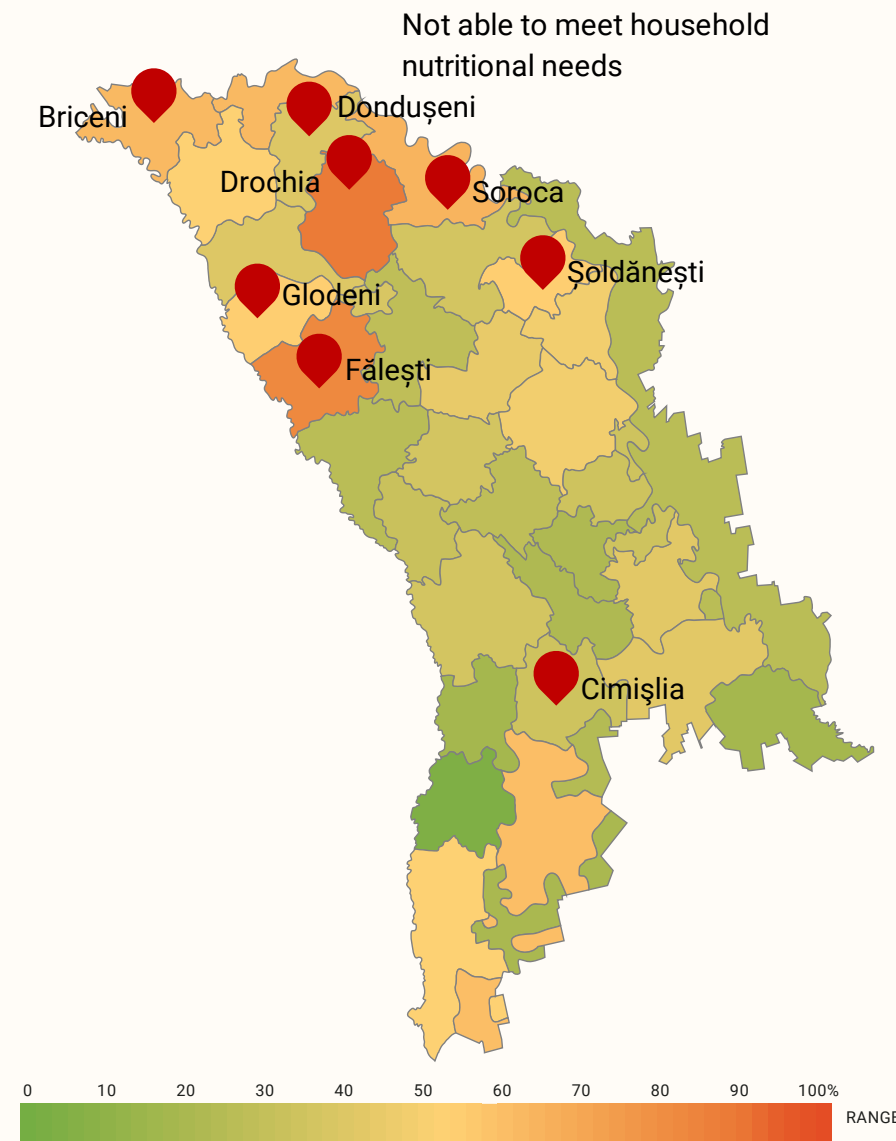 Not able to meet household
nutritional needs
Briceni
Dondușeni
Drochia
Soroca
Șoldănești
Glodeni
Fălești
Cimişlia
0 10 20 30 40 50 60 70 80 90 100%
RANGE